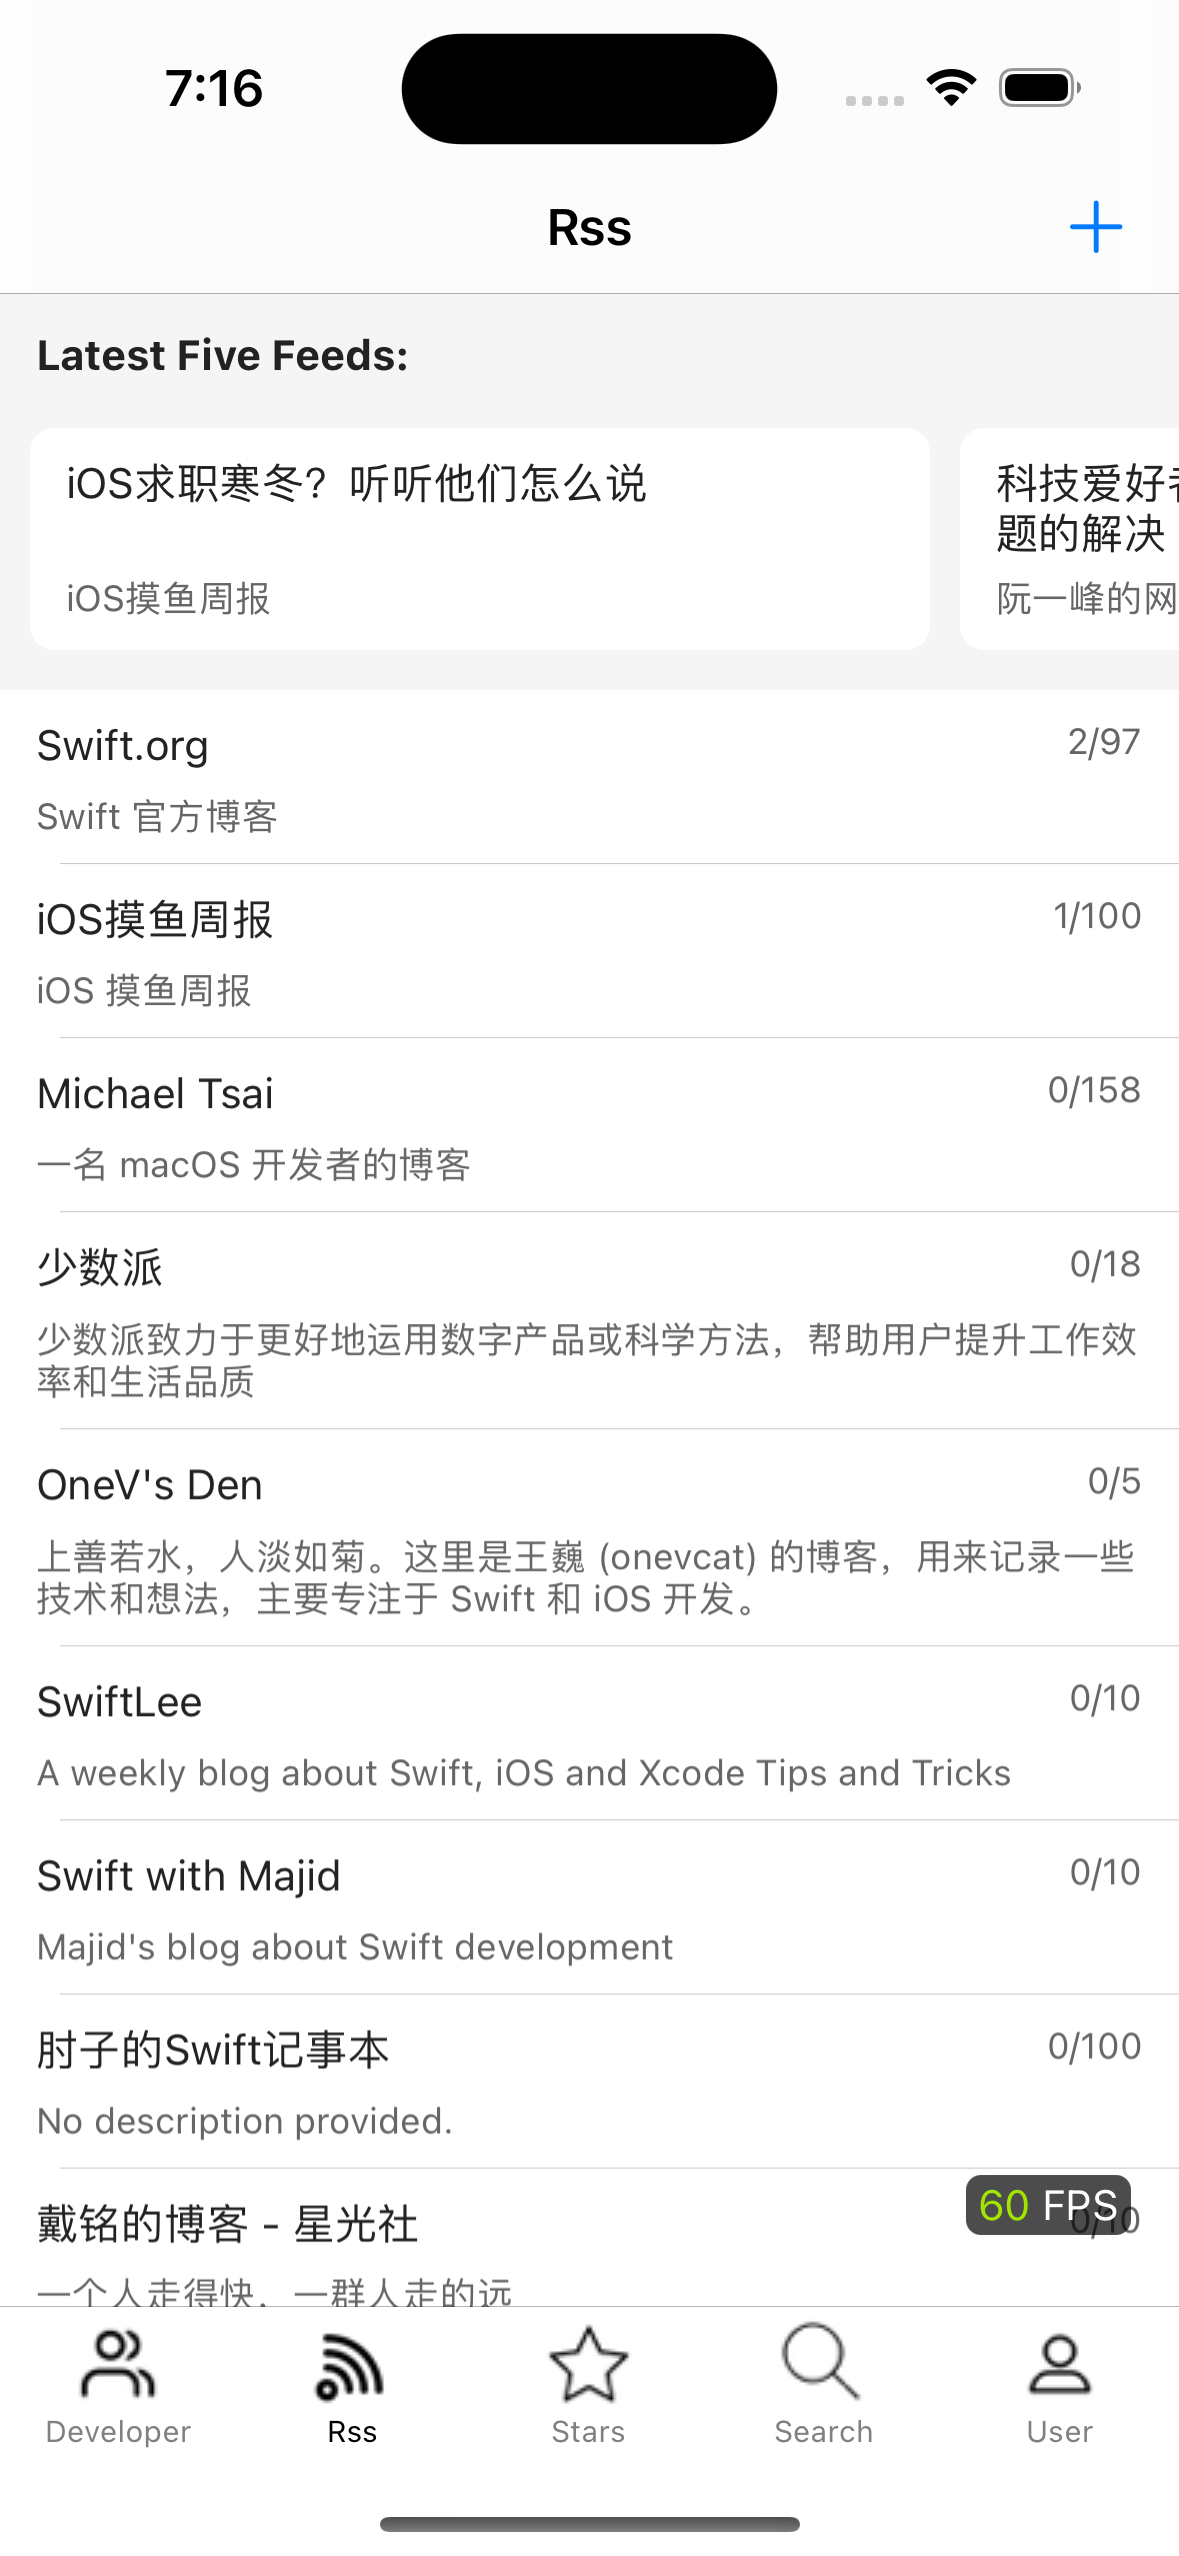 7:16
Rss
Latest Five Feeds:
iOS求职寒冬？听听他们怎么说
iOS摸鱼周报
科技爱好
题的解决
阮一峰的网
Swift.org
2/97
Swift 官方博客
iOS摸鱼周报
1/100
iOS 摸鱼周报
Michael Tsai
0/158
一名 macOS 开发者的博客
少数派
0/18
少数派致力于更好地运用数字产品或科学方法，帮助用户提升工作效
率和生活品质
OneV's Den
0/5
上善若水，人淡如菊。这里是王巍 (onevcat) 的博客，用来记录一些
技术和想法，主要专注于 Swift 和 iOS 开发。
SwiftLee
0/10
A weekly blog about Swift, iOS and Xcode Tips and Tricks
Swift with Majid
0/10
Majid's blog about Swift development
肘子的Swift记事本
0/100
No description provided.
60 FPS
戴铭的博客 - 星光社
0/10
一个人走得快，一群人走的远
Developer
Rss
Stars
Search
User